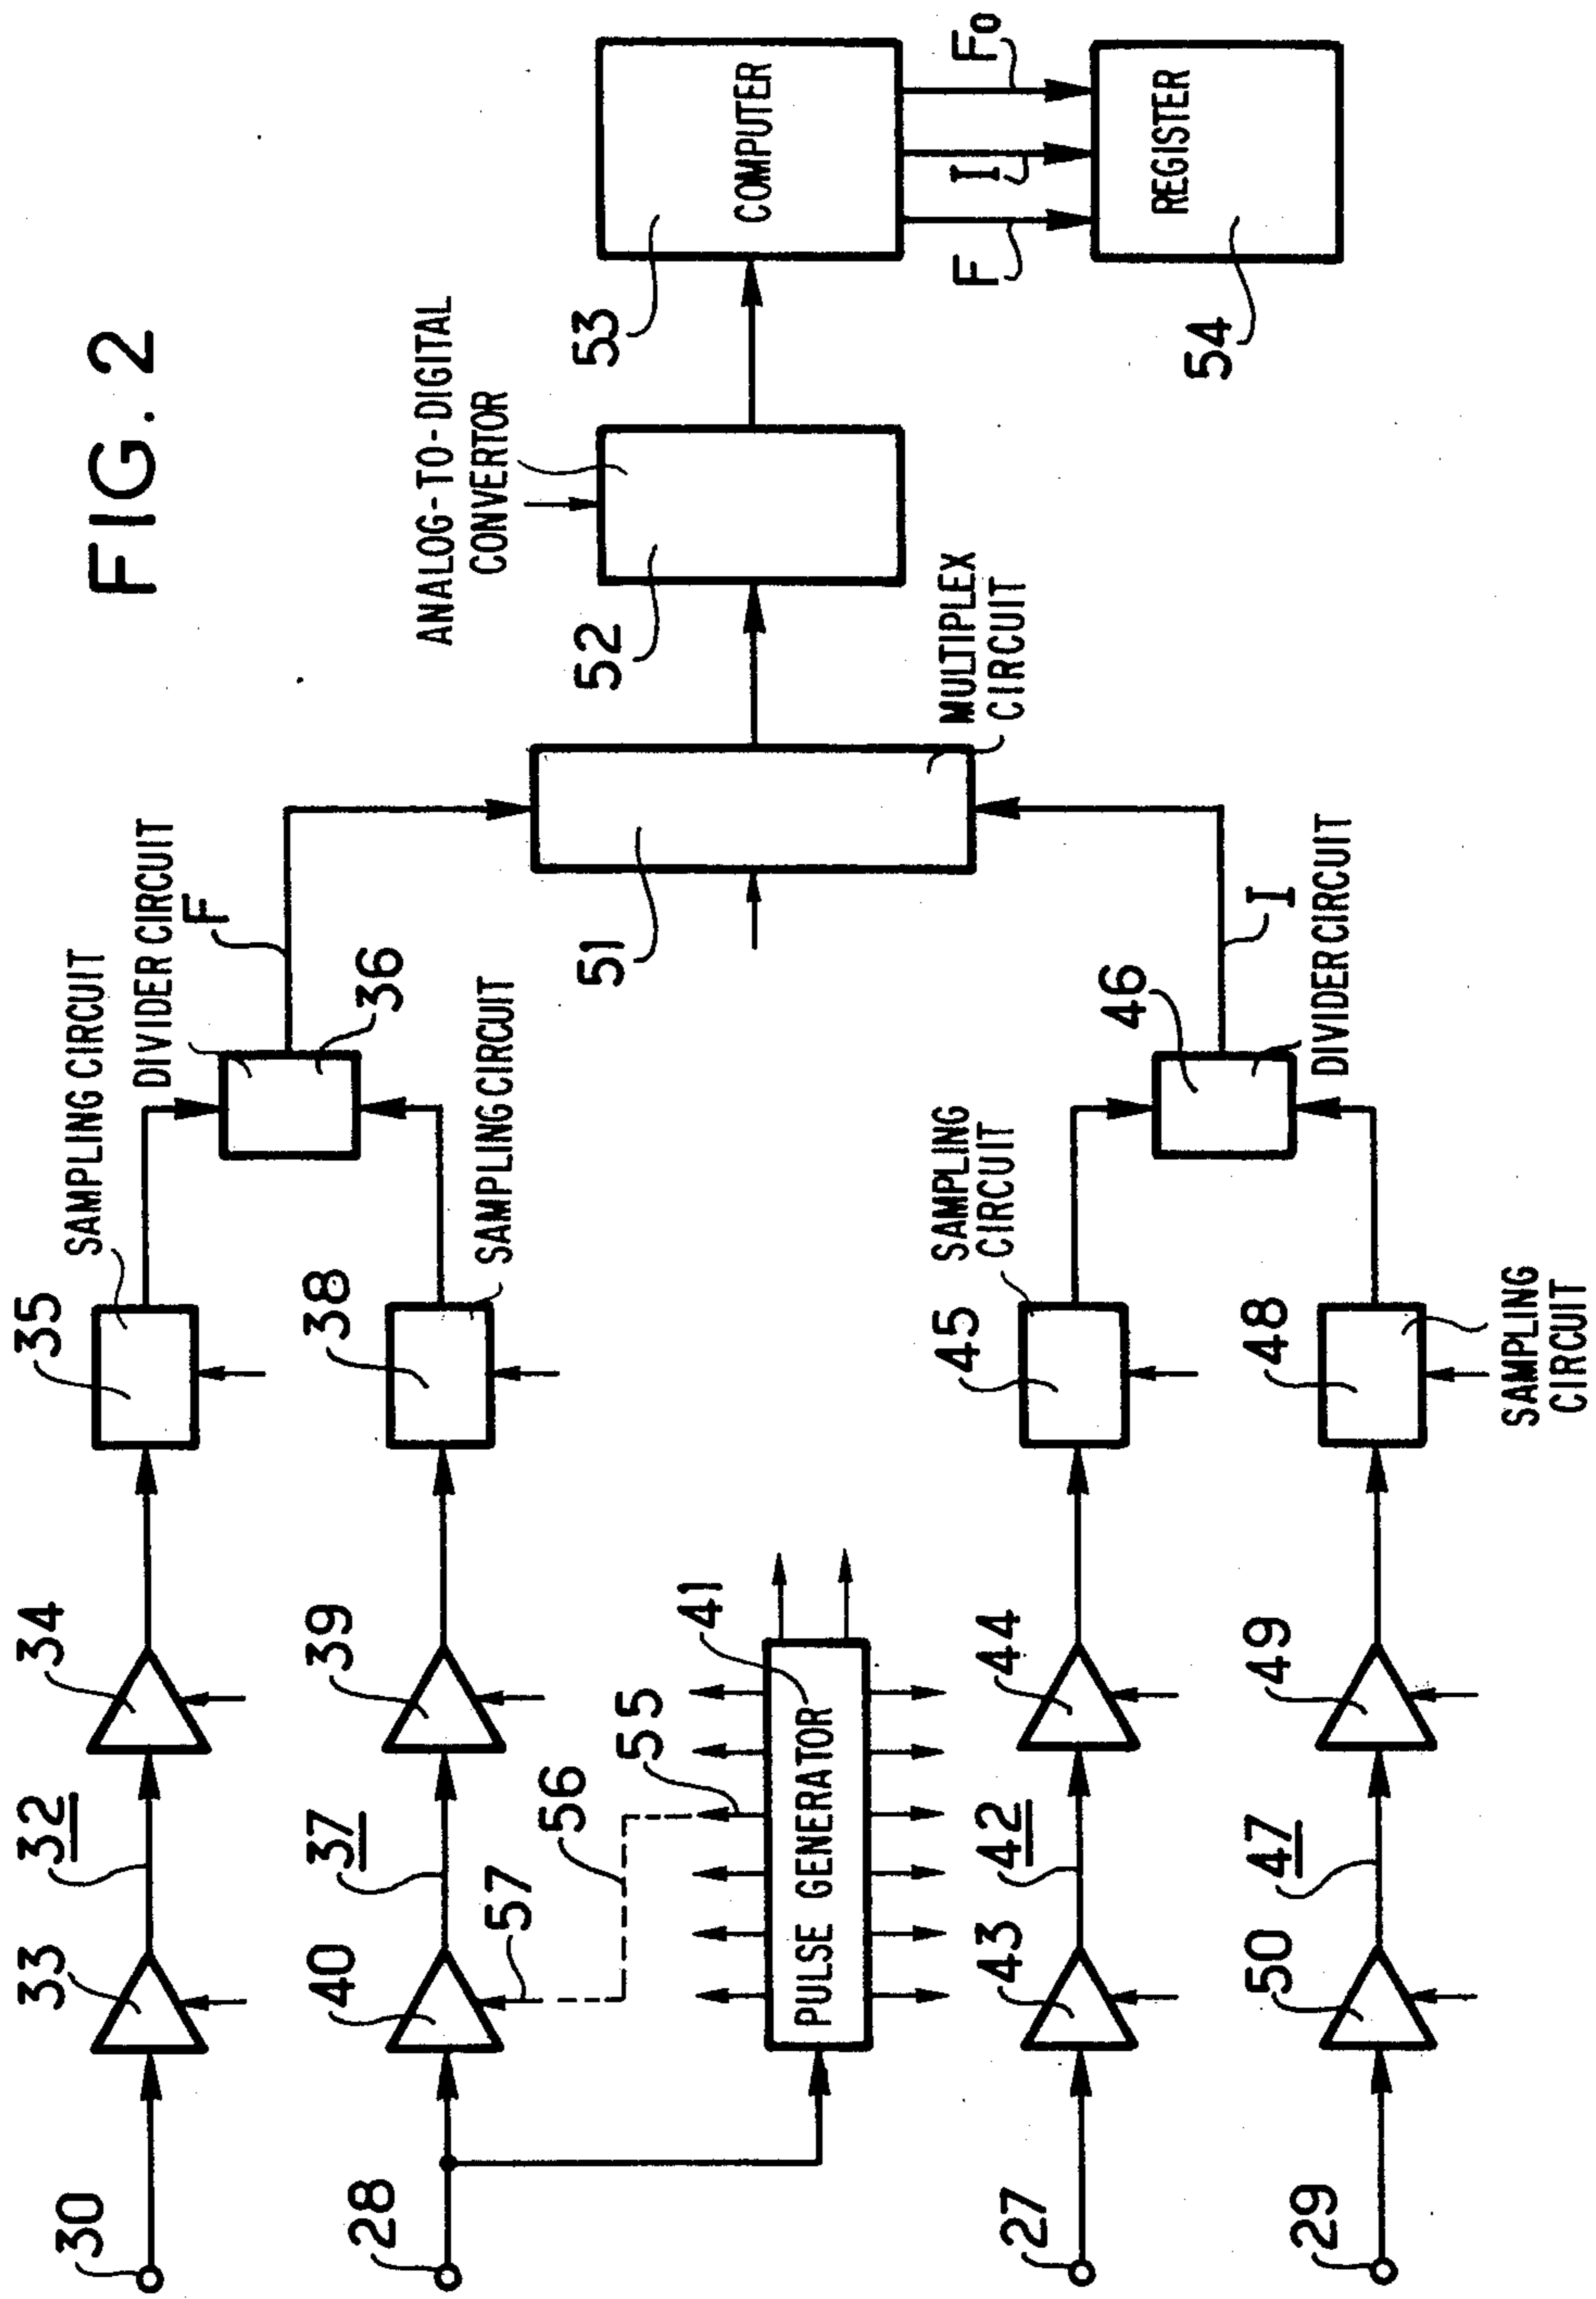 FIG. 2
30
33
32
34
35
SAMPLING CIRCUIT
DIVIDER CIRCUIT
F
36
28
40
37
39
38
SAMPLING CIRCUIT
57
56
55
41
PULSE GENERATOR
51
MULTIPLEX
CIRCUIT
52
ANALOG-TO-DIGITAL
CONVERTOR
53
COMPUTER
F
I
Fo
54
REGISTER
27
43
42
44
45
SAMPLING
CIRCUIT
46
I
DIVIDER CIRCUIT
29
50
47
49
48
SAMPLING
CIRCUIT